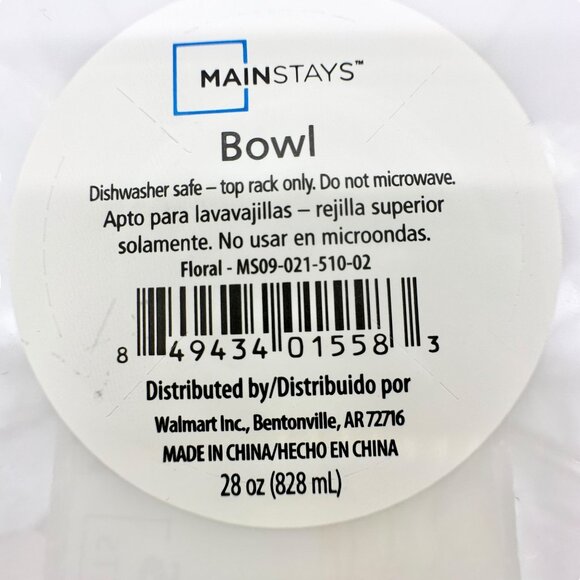 MAINSTAYS™
Bowl
Dishwasher safe – top rack only. Do not microwave.
Apto para lavavajillas – rejilla superior
solamente. No usar en microondas.
Floral - MS09-021-510-02
8 49434 01558 3
Distributed by/Distribuido por
Walmart Inc., Bentonville, AR 72716
MADE IN CHINA/HECHO EN CHINA
28 oz (828 mL)